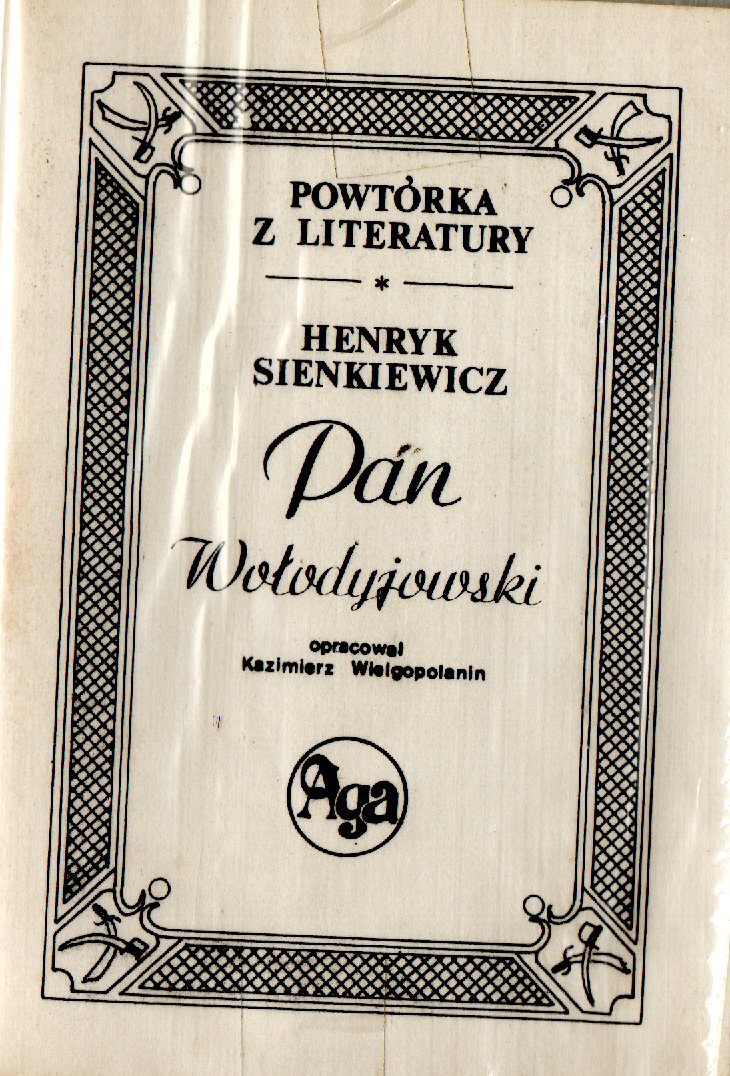 POWTÓRKA
Z LITERATURY
*
HENRYK
SIENKIEWICZ
Pan
Wołodyjowski
opracował
Kazimierz Wielgopolanin
Aga